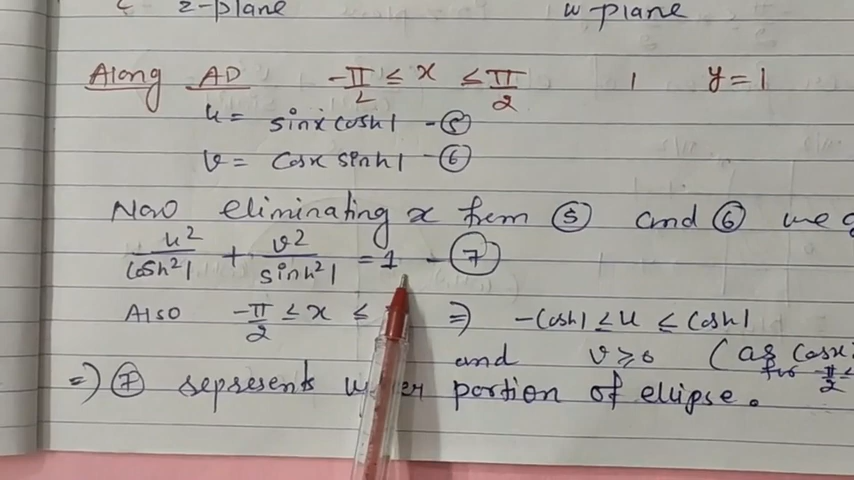 z-plane w-plane
Along AD -π/2 ≤ x ≤ π/2 , y = 1
u = sinx cosh1 - ⑤
v = cosx sinh1 - ⑥
Now eliminating x from ⑤ and ⑥ we
u²/cosh²1 + v²/sinh²1 = 1 - ⑦
Also -π/2 ≤ x ≤ ⇒ -cosh1 ≤ u ≤ cosh1
and v ≥ 0 (as cosx
for -π/2 ≤
⇒ ⑦ represents upper portion of ellipse.